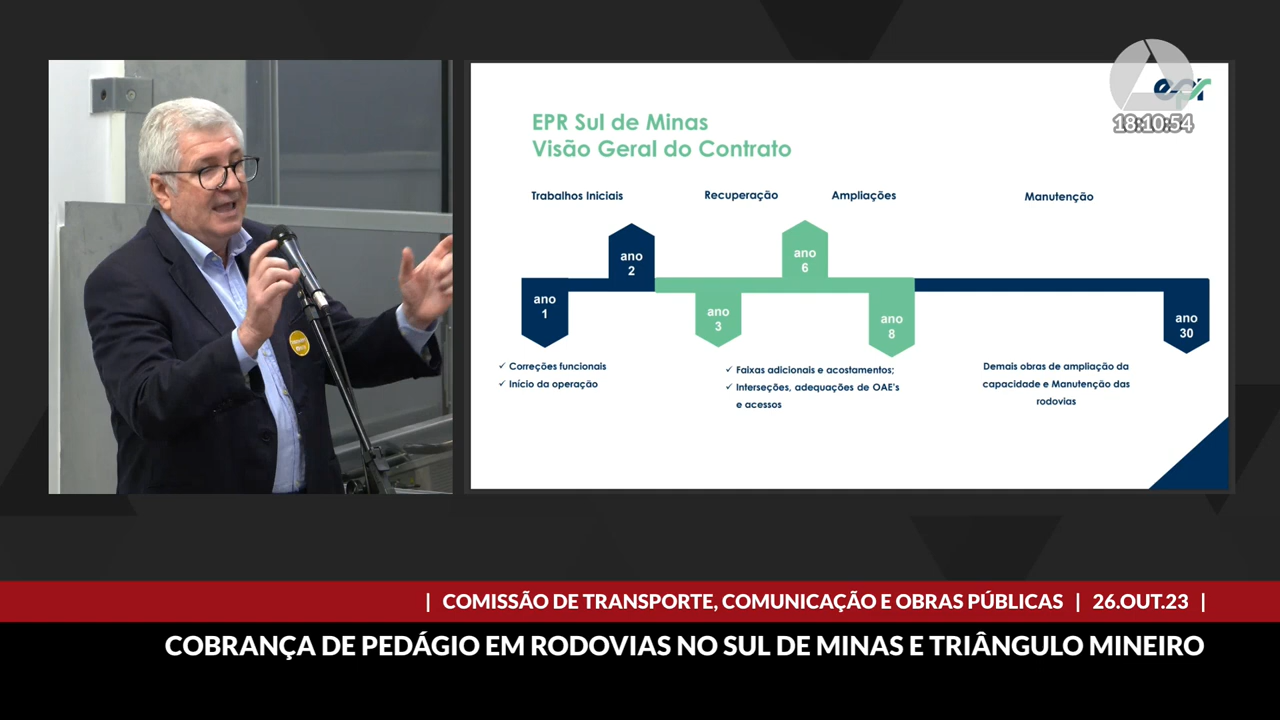 epr
18:10:54
EPR Sul de Minas
Visão Geral do Contrato
Trabalhos Iniciais
Recuperação
Ampliações
Manutenção
ano
2
ano
6
ano
1
ano
3
ano
8
ano
30
✓ Correções funcionais
✓ Início da operação
✓ Faixas adicionais e acostamentos;
✓ Interseções, adequações de OAE's
e acessos
Demais obras de ampliação da
capacidade e Manutenção das
rodovias
| COMISSÃO DE TRANSPORTE, COMUNICAÇÃO E OBRAS PÚBLICAS | 26.OUT.23 |
COBRANÇA DE PEDÁGIO EM RODOVIAS NO SUL DE MINAS E TRIÂNGULO MINEIRO